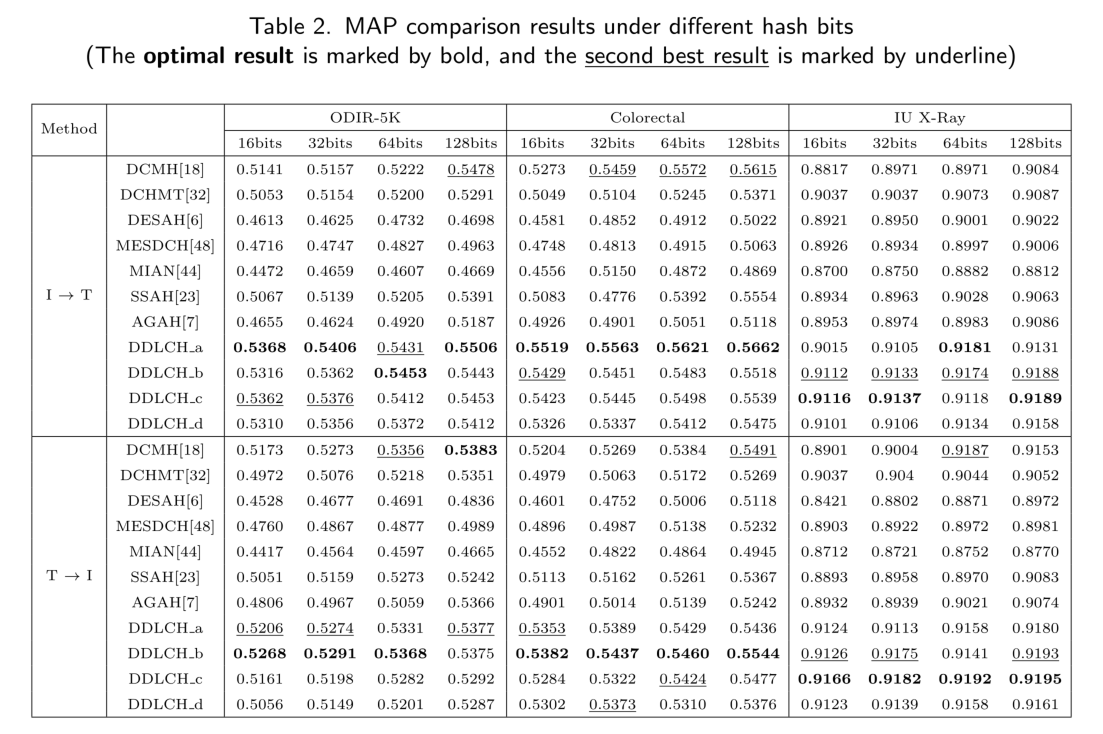 Table 2. MAP comparison results under different hash bits
(The optimal result is marked by bold, and the second best result is marked by underline)
Method ODIR-5K Colorectal IU X-Ray
16bits 32bits 64bits 128bits 16bits 32bits 64bits 128bits 16bits 32bits 64bits 128bits
I → T
DCMH[18] 0.5141 0.5157 0.5222 0.5478 0.5273 0.5459 0.5572 0.5615 0.8817 0.8971 0.8971 0.9084
DCHMT[32] 0.5053 0.5154 0.5200 0.5291 0.5049 0.5104 0.5245 0.5371 0.9037 0.9037 0.9073 0.9087
DESAH[6] 0.4613 0.4625 0.4732 0.4698 0.4581 0.4852 0.4912 0.5022 0.8921 0.8950 0.9001 0.9022
MESDCH[48] 0.4716 0.4747 0.4827 0.4963 0.4748 0.4813 0.4915 0.5063 0.8926 0.8934 0.8997 0.9006
MIAN[44] 0.4472 0.4659 0.4607 0.4669 0.4556 0.5150 0.4872 0.4869 0.8700 0.8750 0.8882 0.8812
SSAH[23] 0.5067 0.5139 0.5205 0.5391 0.5083 0.4776 0.5392 0.5554 0.8934 0.8963 0.9028 0.9063
AGAH[7] 0.4655 0.4624 0.4920 0.5187 0.4926 0.4901 0.5051 0.5118 0.8953 0.8974 0.8983 0.9086
DDLCH_a 0.5368 0.5406 0.5431 0.5506 0.5519 0.5563 0.5621 0.5662 0.9015 0.9105 0.9181 0.9131
DDLCH_b 0.5316 0.5362 0.5453 0.5443 0.5429 0.5451 0.5483 0.5518 0.9112 0.9133 0.9174 0.9188
DDLCH_c 0.5362 0.5376 0.5412 0.5453 0.5423 0.5445 0.5498 0.5539 0.9116 0.9137 0.9118 0.9189
DDLCH_d 0.5310 0.5356 0.5372 0.5412 0.5326 0.5337 0.5412 0.5475 0.9101 0.9106 0.9134 0.9158
T → I
DCMH[18] 0.5173 0.5273 0.5356 0.5383 0.5204 0.5269 0.5384 0.5491 0.8901 0.9004 0.9187 0.9153
DCHMT[32] 0.4972 0.5076 0.5218 0.5351 0.4979 0.5063 0.5172 0.5269 0.9037 0.904 0.9044 0.9052
DESAH[6] 0.4528 0.4677 0.4691 0.4836 0.4601 0.4752 0.5006 0.5118 0.8421 0.8802 0.8871 0.8972
MESDCH[48] 0.4760 0.4867 0.4877 0.4989 0.4896 0.4987 0.5138 0.5232 0.8903 0.8922 0.8972 0.8981
MIAN[44] 0.4417 0.4564 0.4597 0.4665 0.4552 0.4822 0.4864 0.4945 0.8712 0.8721 0.8752 0.8770
SSAH[23] 0.5051 0.5159 0.5273 0.5242 0.5113 0.5162 0.5261 0.5367 0.8893 0.8958 0.8970 0.9083
AGAH[7] 0.4806 0.4967 0.5059 0.5366 0.4901 0.5014 0.5139 0.5242 0.8932 0.8939 0.9021 0.9074
DDLCH_a 0.5206 0.5274 0.5331 0.5377 0.5353 0.5389 0.5429 0.5436 0.9124 0.9113 0.9158 0.9180
DDLCH_b 0.5268 0.5291 0.5368 0.5375 0.5382 0.5437 0.5460 0.5544 0.9126 0.9175 0.9141 0.9193
DDLCH_c 0.5161 0.5198 0.5282 0.5292 0.5284 0.5322 0.5424 0.5477 0.9166 0.9182 0.9192 0.9195
DDLCH_d 0.5056 0.5149 0.5201 0.5287 0.5302 0.5373 0.5310 0.5376 0.9123 0.9139 0.9158 0.9161